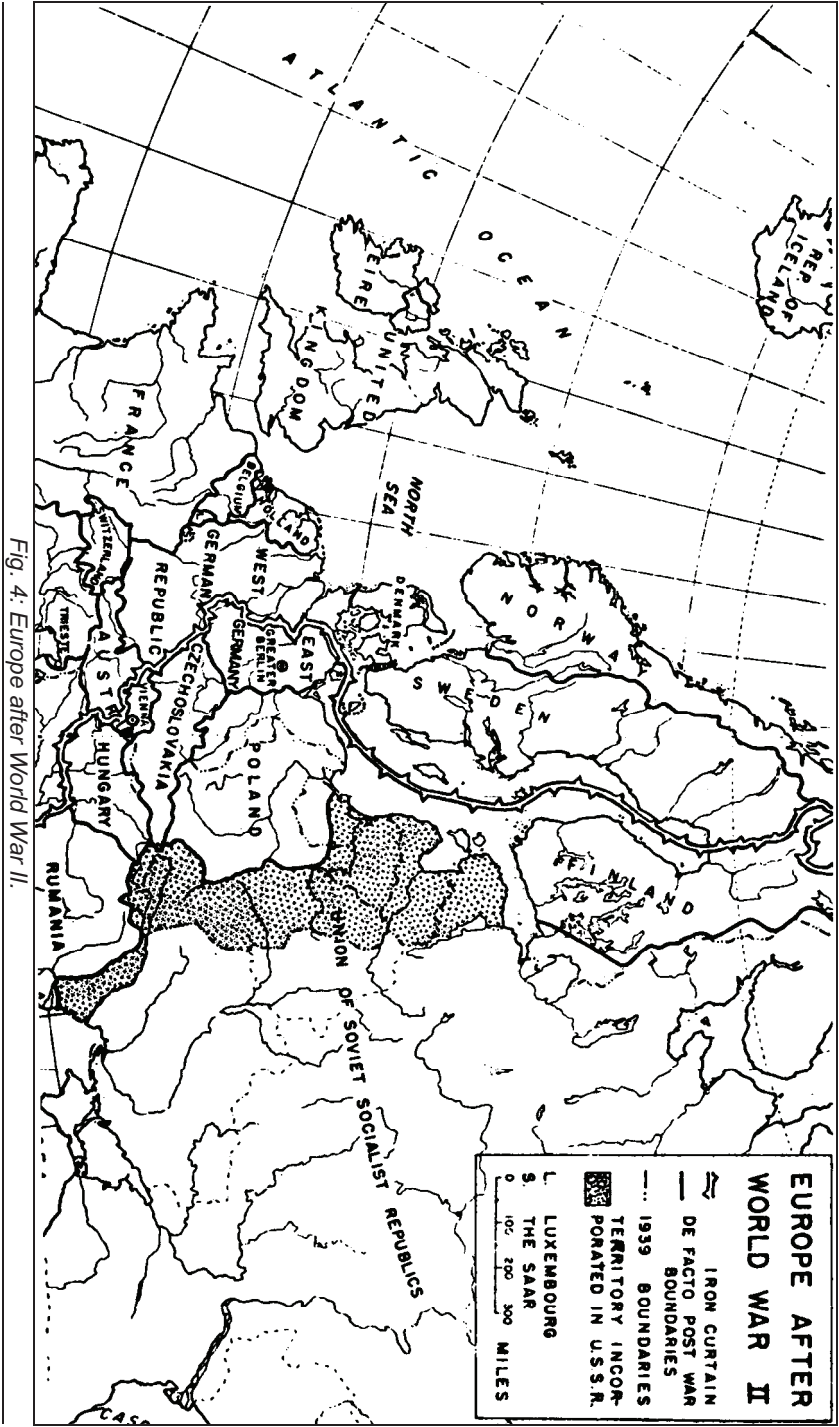 EUROPE AFTER
WORLD WAR II
IRON CURTAIN
DE FACTO POST WAR
BOUNDARIES
1939 BOUNDARIES
TERRITORY INCOR-
PORATED IN U.S.S.R.
L. LUXEMBOURG
S. THE SAAR
0 100 200 300 MILES
REP OF
ICELAND
ATLANTIC OCEAN
EIRE
UNITED
KINGDOM
NORTH
SEA
NORWA
SWEDEN
FINLAND
DENMARK
HOLLAND
BELGIUM
FRANCE
WEST
GERMAN
REPUBLIC
EAST
GERMANY
GREATER
BERLIN
POLAND
CZECHOSLOVAKIA
SWITZERLAND
AUSTR
VIENNA
TRIESTE
HUNGARY
RUMANIA
UNION OF SOVIET SOCIALIST REPUBLICS
CASP
Fig. 4: Europe after World War II.